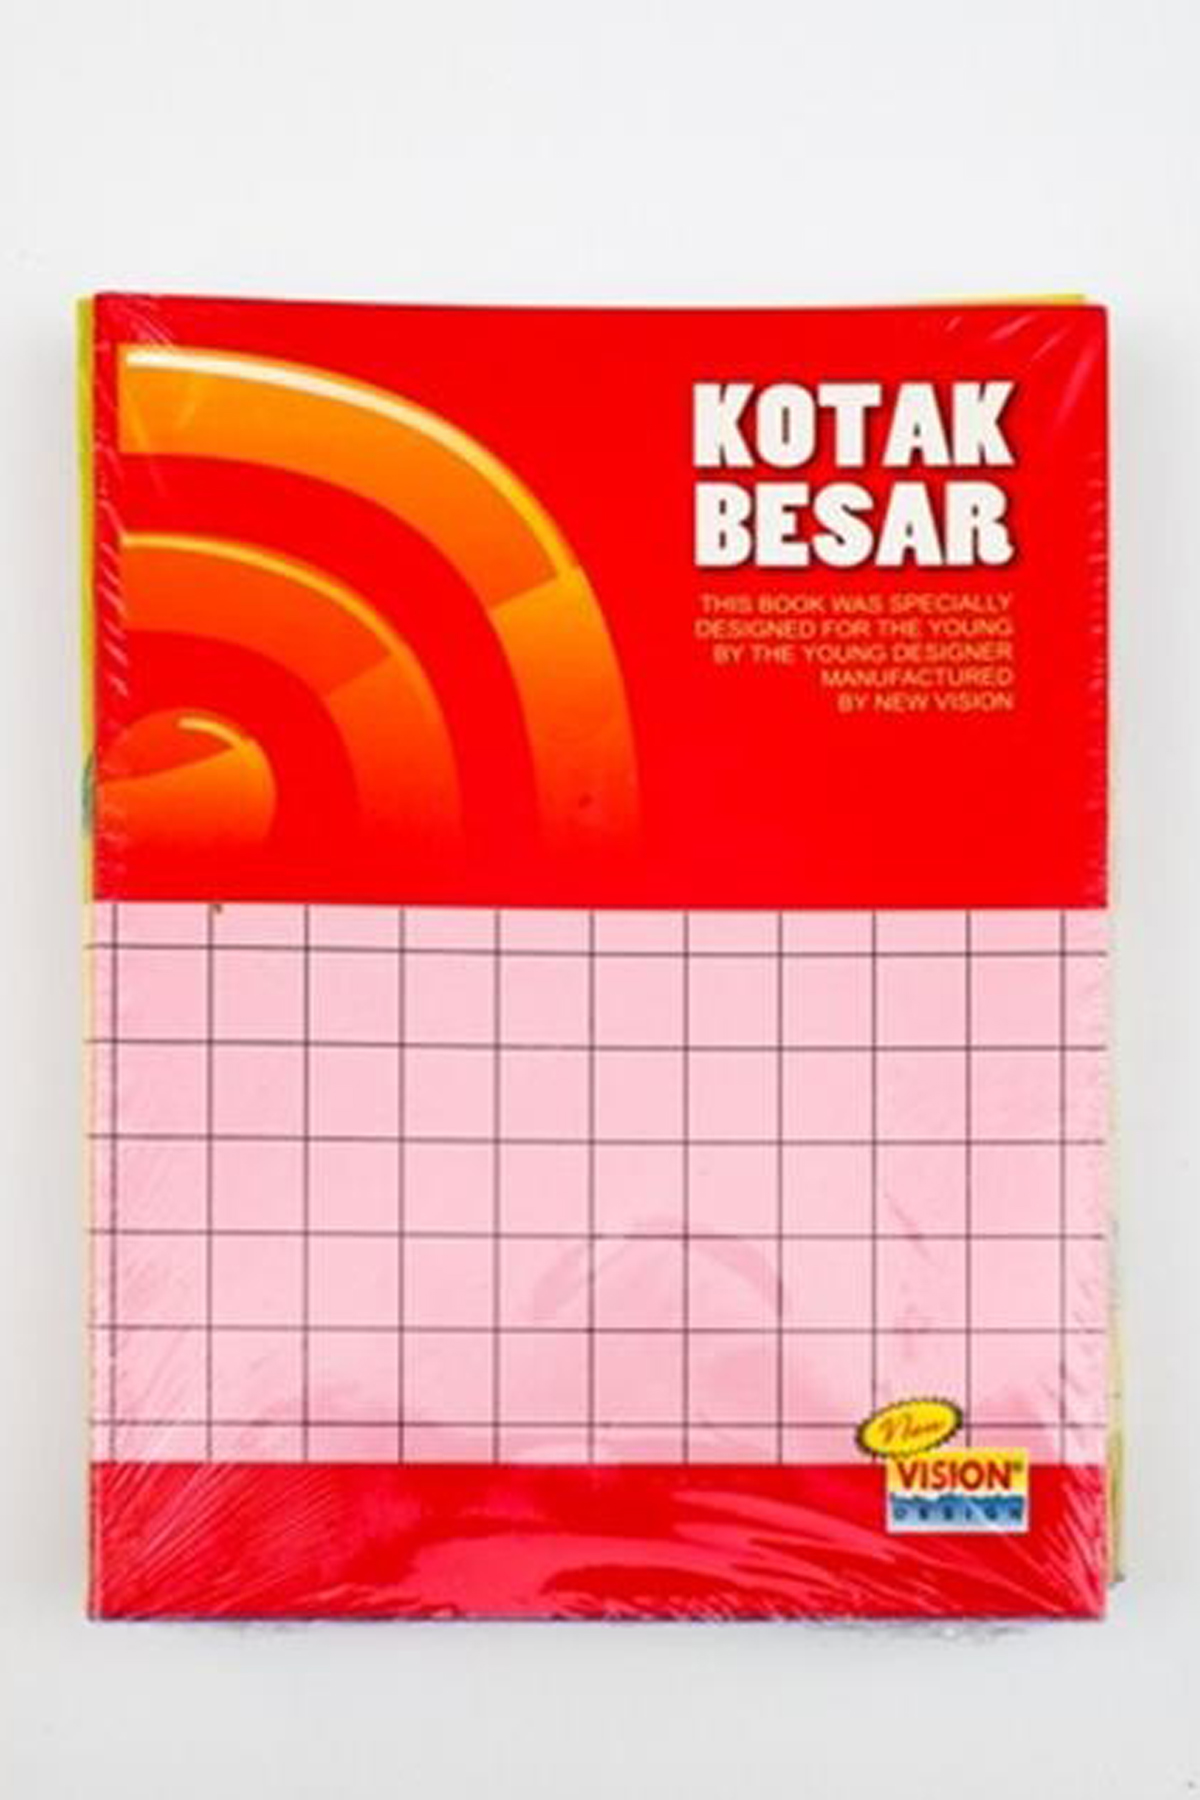 KOTAK
BESAR
THIS BOOK WAS SPECIALLY
DESIGNED FOR THE YOUNG
BY THE YOUNG DESIGNER
MANUFACTURED
BY NEW VISION
New
VISION®
DESIGN